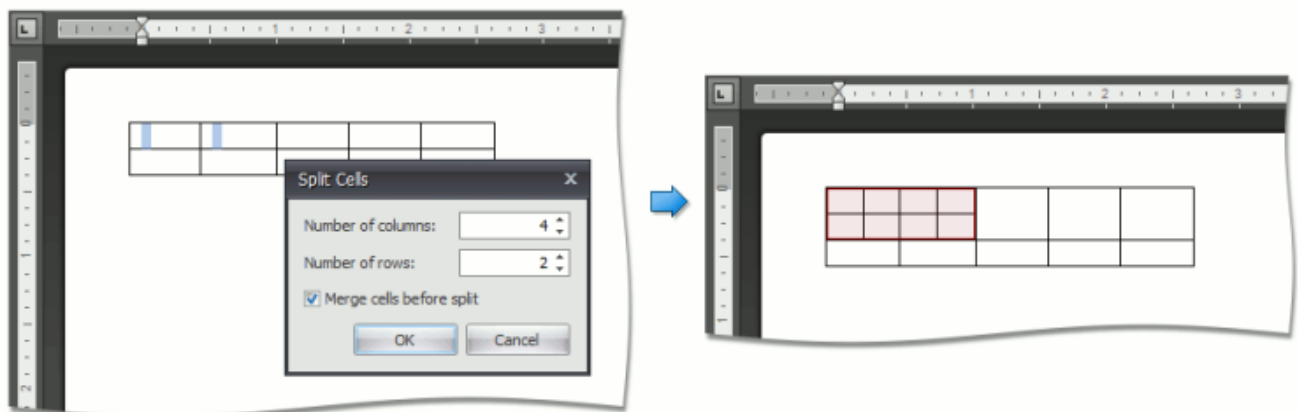 2 3
Split Cells x
Number of columns: 4
Number of rows: 2
Merge cells before split
OK Cancel
2
1 2 3
1